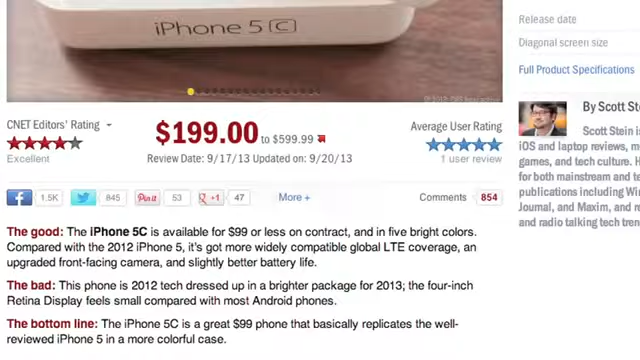 iPhone 5 C
CNET Editors' Rating
Excellent
$199.00 to $599.99
Review Date: 9/17/13 Updated on: 9/20/13
Average User Rating
1 user review
1.5K
845
Pin it
53
g +1
47
More +
Comments 854
The good: The iPhone 5C is available for $99 or less on contract, and in five bright colors.
Compared with the 2012 iPhone 5, it's got more widely compatible global LTE coverage, an
upgraded front-facing camera, and slightly better battery life.
The bad: This phone is 2012 tech dressed up in a brighter package for 2013; the four-inch
Retina Display feels small compared with most Android phones.
The bottom line: The iPhone 5C is a great $99 phone that basically replicates the well-
reviewed iPhone 5 in a more colorful case.
Release date
Diagonal screen size
Full Product Specifications
By Scott
Scott Stein is
iOS and laptop reviews,
games, and tech culture.
for both mainstream and
publications including
Journal, and Maxim, and
and radio talking tech